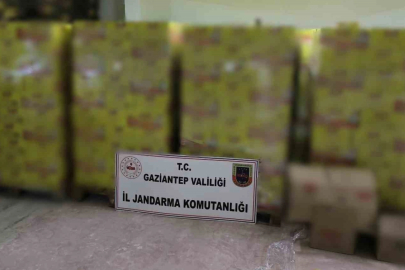 T.C.
GAZİANTEP VALİLİĞİ
İL JANDARMA KOMUTANLIĞI